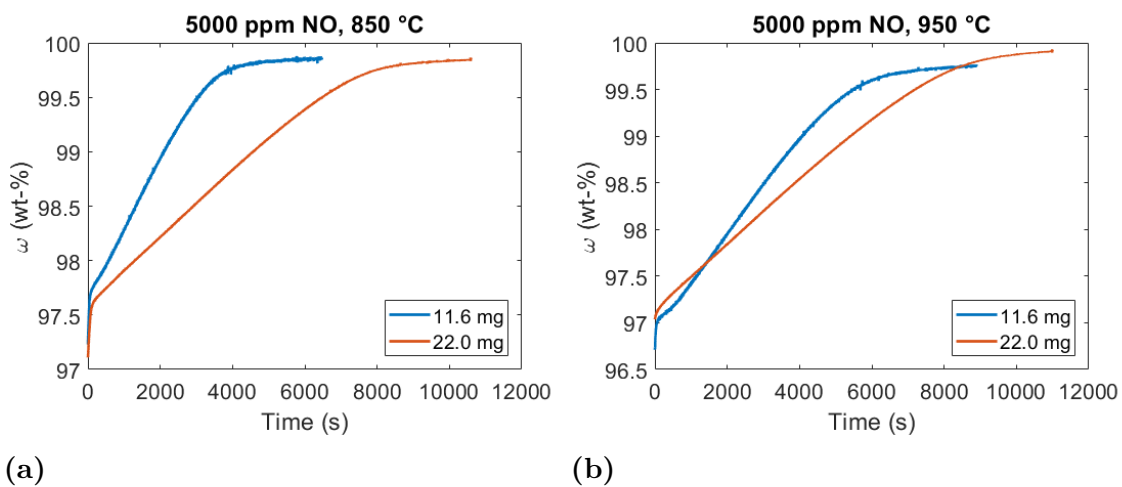 5000 ppm NO, 850 °C
100
99.5
99
98.5
98
97.5
97
ω (wt-%)
0 2000 4000 6000 8000 10000 12000
Time (s)
11.6 mg
22.0 mg
(a)
5000 ppm NO, 950 °C
100
99.5
99
98.5
98
97.5
97
96.5
ω (wt-%)
0 2000 4000 6000 8000 10000 12000
Time (s)
11.6 mg
22.0 mg
(b)